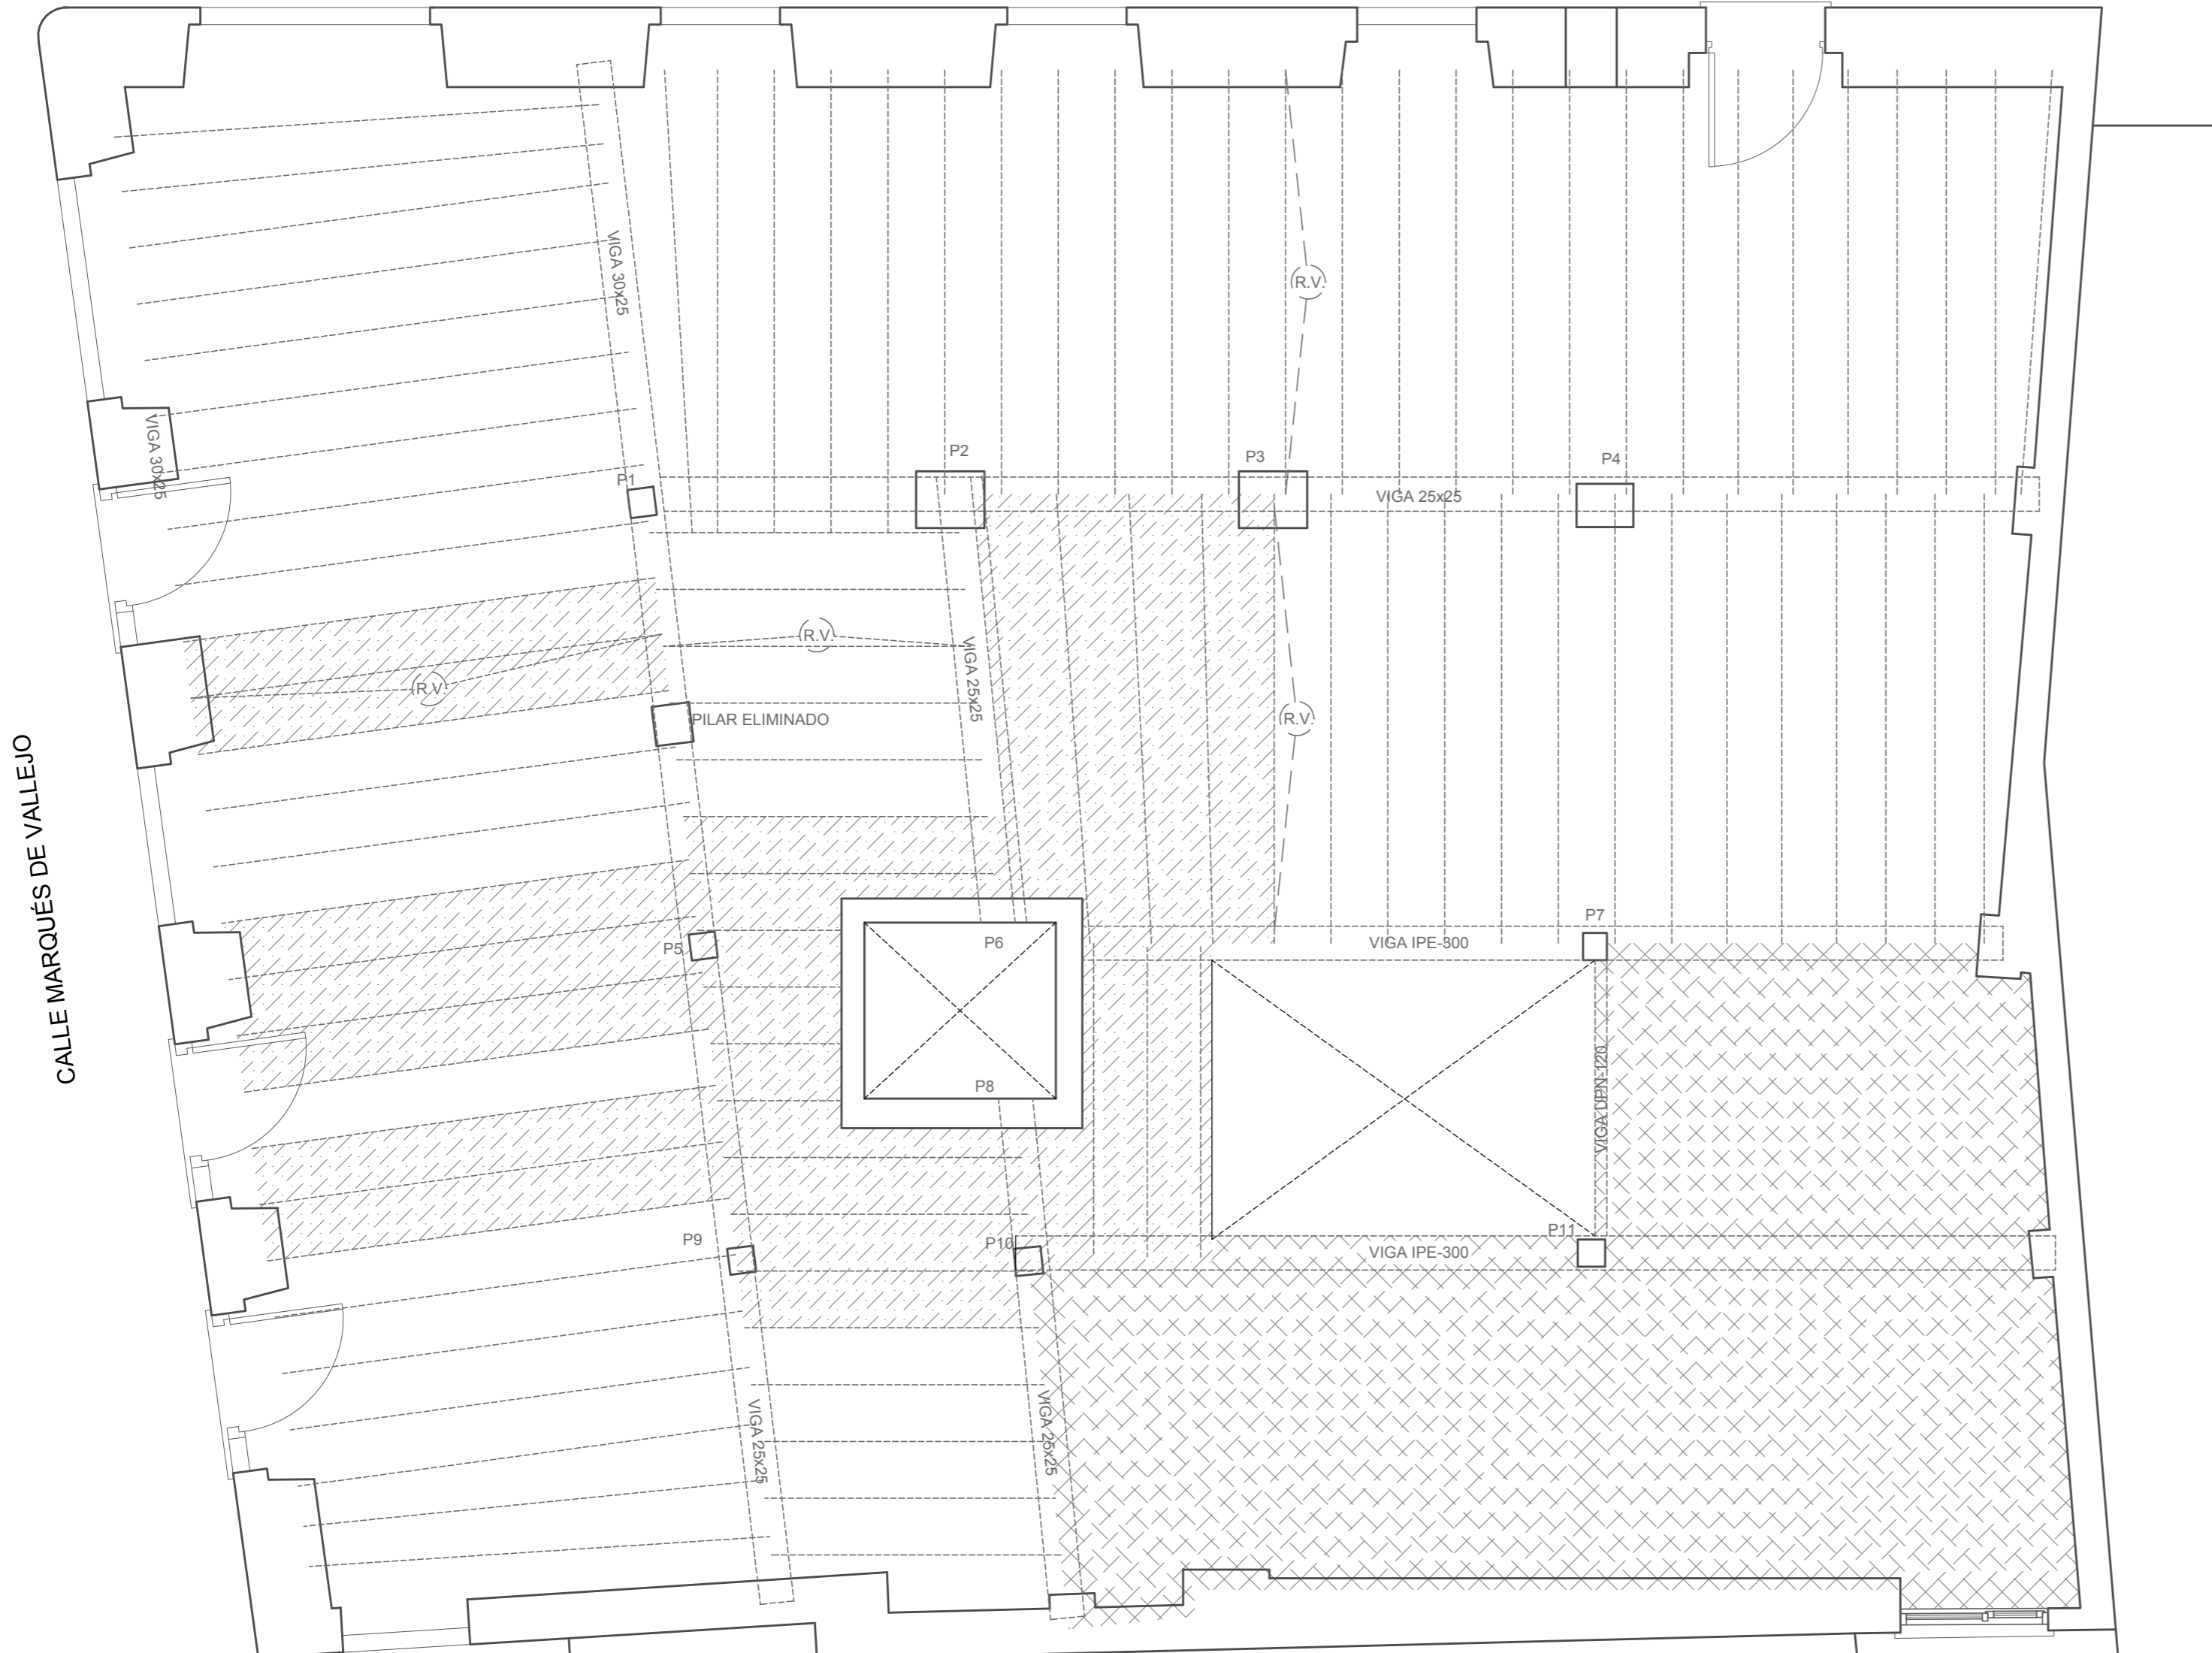 VIGA 30x25
R.V.
VIGA 30x25
P1
P2
P3
P4
VIGA 25x25
R.V.
R.V.
VIGA 25x25
R.V.
PILAR ELIMINADO
CALLE MARQUÉS DE VALLEJO
P5
P6
VIGA IPE-300
P7
P8
VIGA UPN-120
P9
P10
VIGA IPE-300
P11
VIGA 25x25
VIGA 25x25